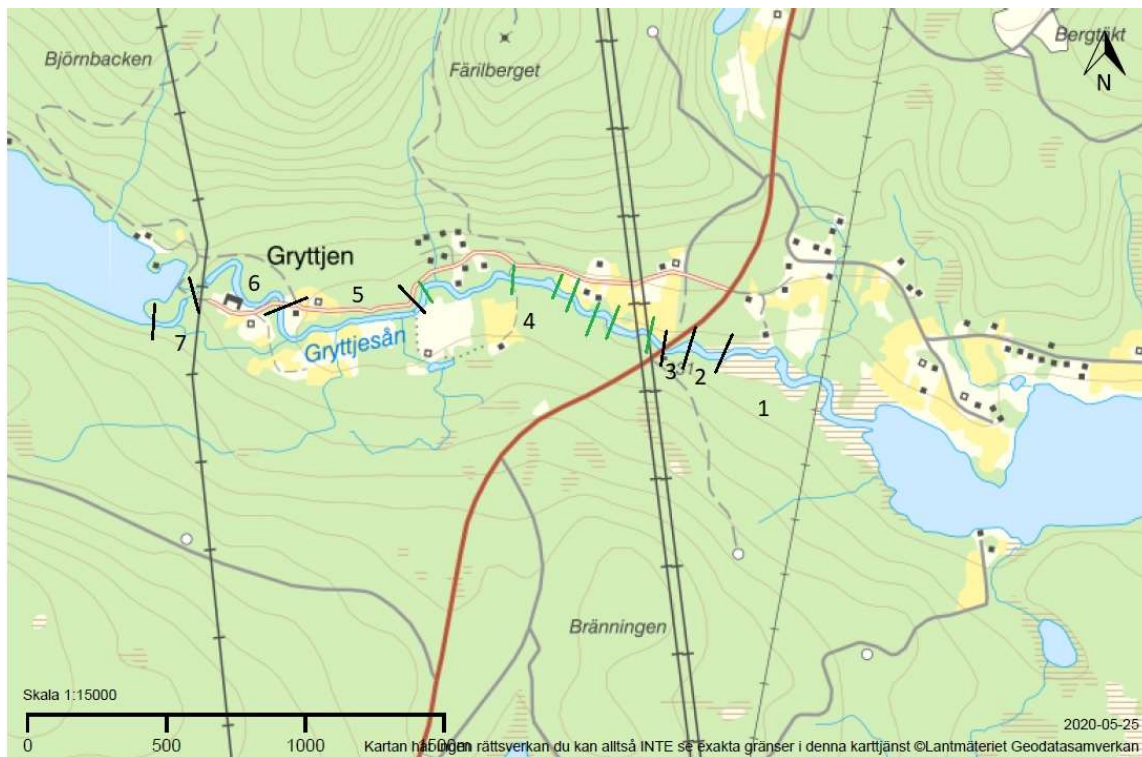 Björnbacken
Färilberget
Bergtäkt
N
Gryttjen
6
5
4
Gryttjesån
7
3
2
1
Bränningen
Skala 1:15000
2020-05-25
0 500 1000 1500m
Kartan har ingen rättsverkan du kan alltså INTE se exakta gränser i denna karttjänst ©Lantmäteriet Geodatasamverkan